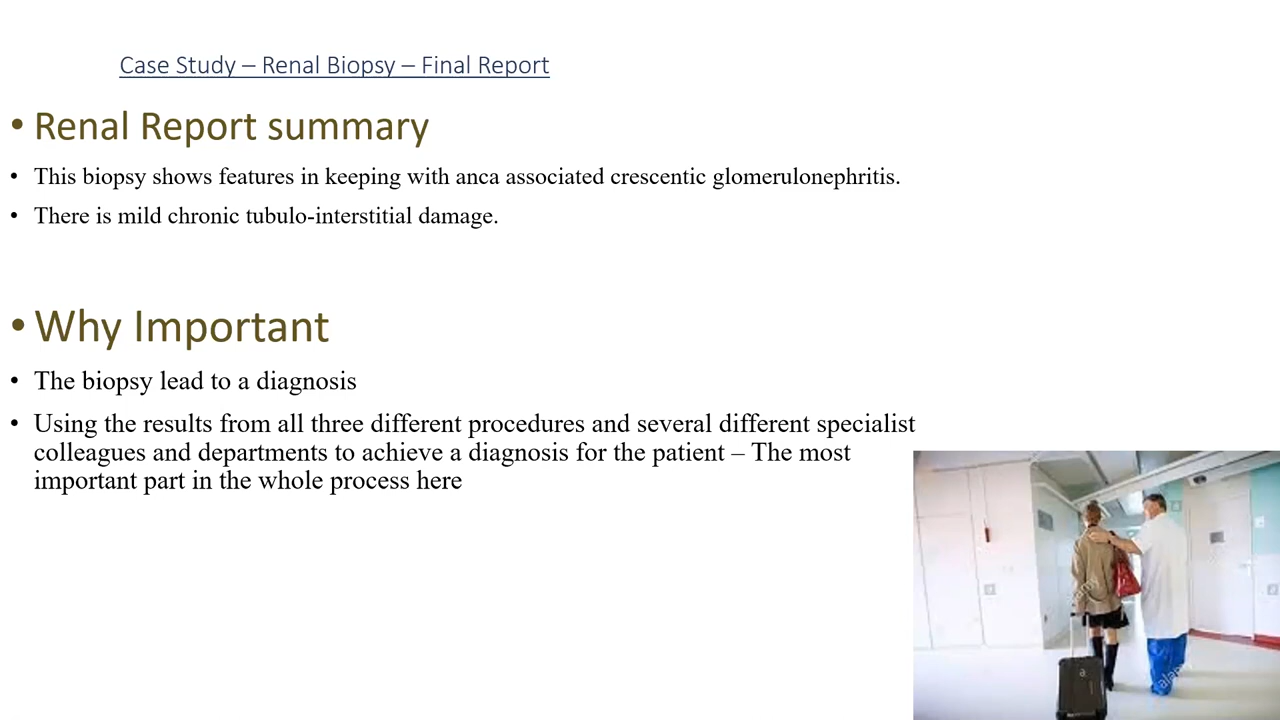 Case Study – Renal Biopsy – Final Report
• Renal Report summary
• This biopsy shows features in keeping with anca associated crescentic glomerulonephritis.
• There is mild chronic tubulo-interstitial damage.
• Why Important
• The biopsy lead to a diagnosis
• Using the results from all three different procedures and several different specialist
colleagues and departments to achieve a diagnosis for the patient – The most
important part in the whole process here
alamy
a
alamy